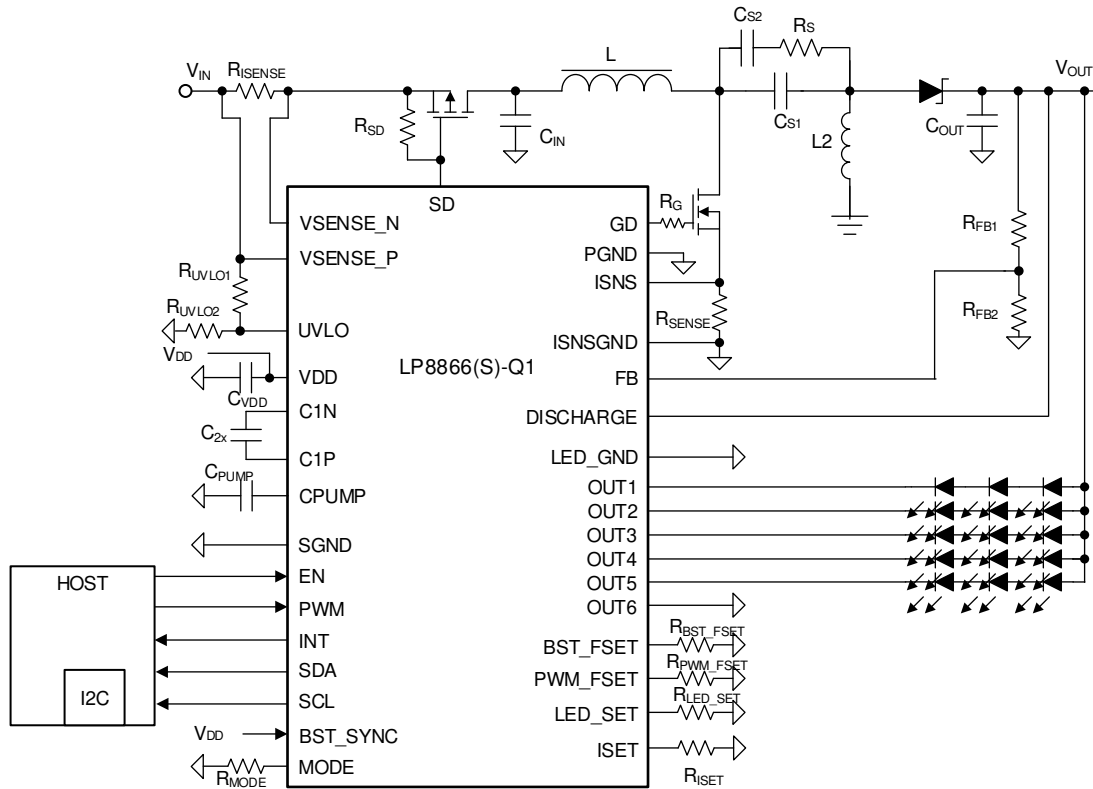 CS2
RS
L
VIN
RISENSE
VOUT
RSD
CIN
CS1
L2
COUT
SD
RG
GD
VSENSE_N
PGND
RFB1
VSENSE_P
ISNS
RUVLO1
RSENSE
RFB2
RUVLO2
UVLO
ISNSGND
VDD
LP8866(S)-Q1
VDD
FB
CVDD
C1N
DISCHARGE
C2x
C1P
LED_GND
CPUMP
CPUMP
OUT1
OUT2
OUT3
SGND
OUT4
HOST
EN
OUT5
PWM
OUT6
INT
RBST_FSET
BST_FSET
SDA
RPWM_FSET
PWM_FSET
I2C
SCL
RLED_SET
LED_SET
VDD
BST_SYNC
ISET
MODE
RMODE
RISET